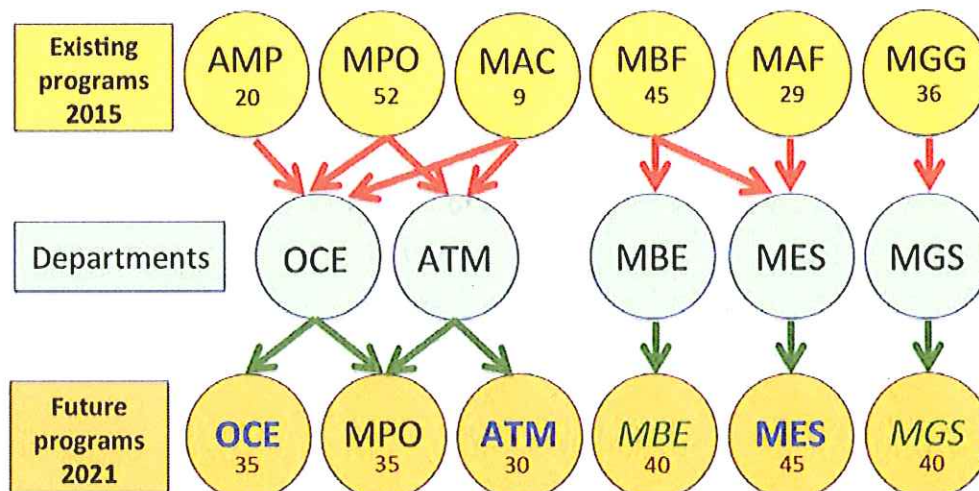 Existing
programs
2015
AMP
20
MPO
52
MAC
9
MBF
45
MAF
29
MGG
36
Departments
OCE
ATM
MBE
MES
MGS
Future
programs
2021
OCE
35
MPO
35
ATM
30
MBE
40
MES
45
MGS
40